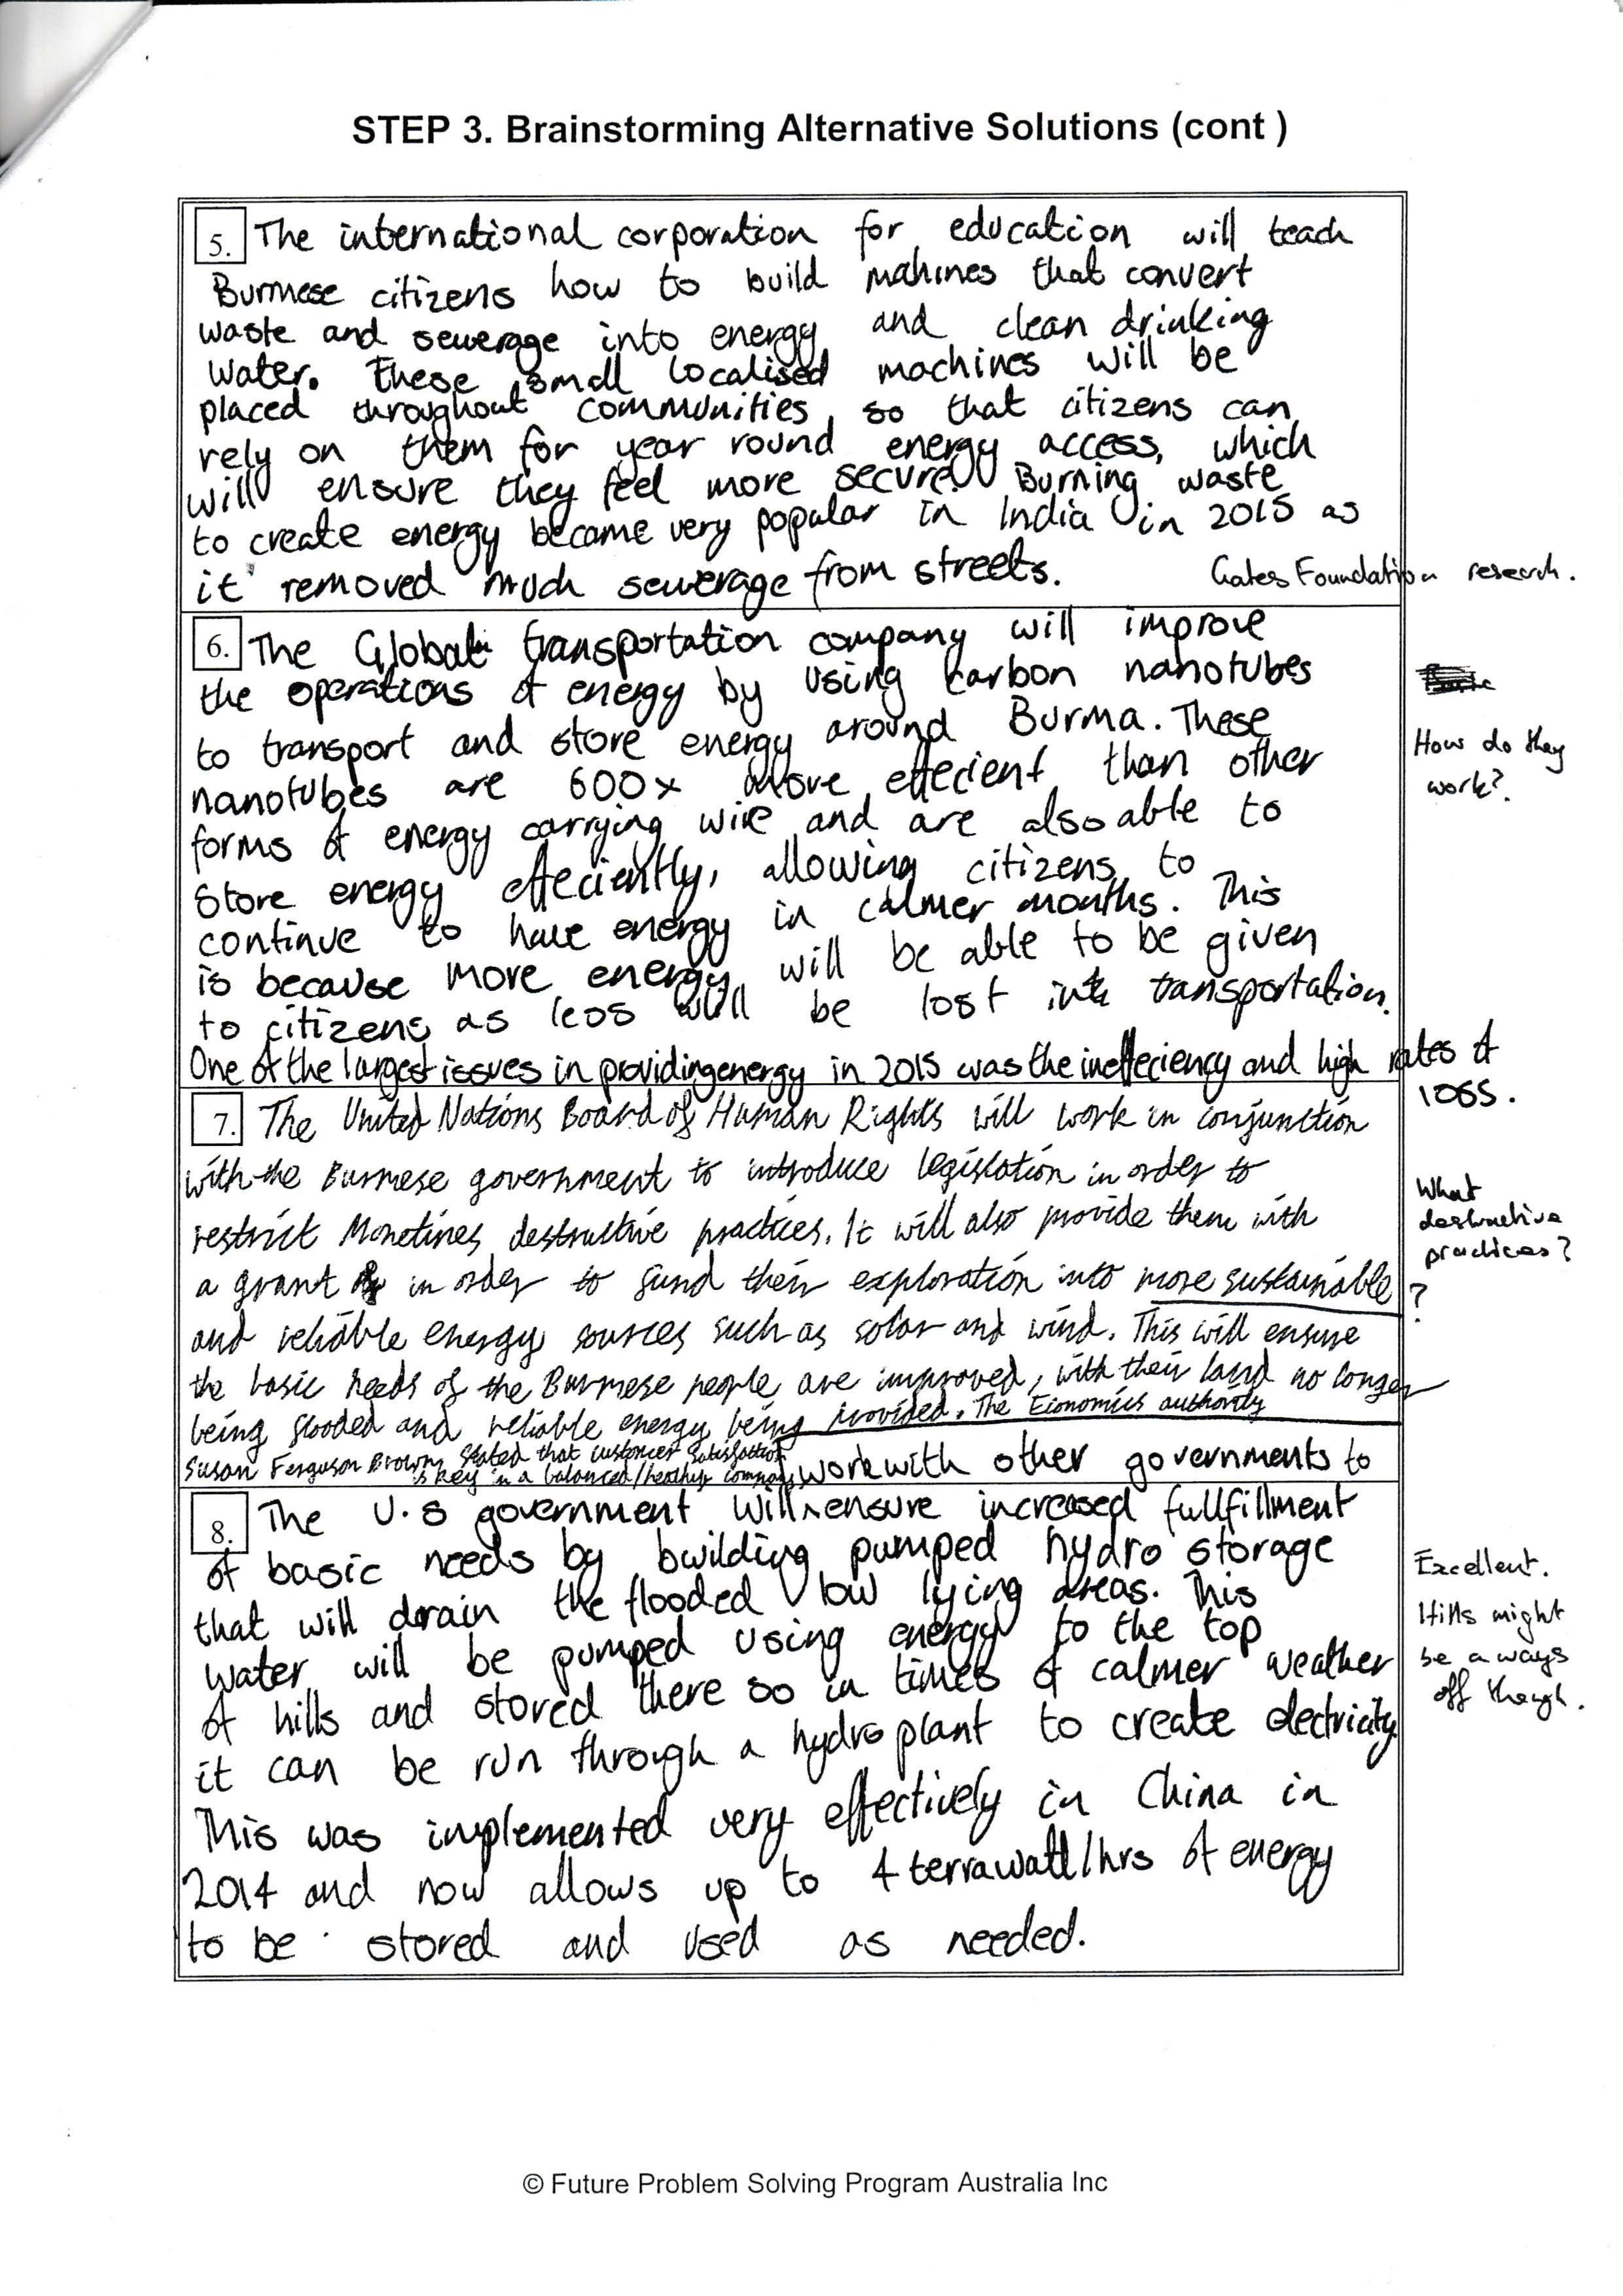 STEP 3. Brainstorming Alternative Solutions (cont )
5. The international corporation for education will teach
Burmese citizens how to build mahines that convert
waste and sewerage into energy and clean drinking
water. These small localised machines will be
placed throughout communities, so that citizens can
rely on them for year round energy access, which
will ensure they feel more secure. Burning waste
to create energy became very popular in India in 2015 as
it removed much sewerage from streets.
Gates Foundation research.
6. The Global transportation company will improve
the operations of energy by using karbon nanotubes
to transport and store energy around Burma. These
nanotubes are 600x more effecient than other
forms of energy carrying wire and are also able to
store energy effeciently, allowing citizens to
continue to have energy in calmer months. This
is because more energy will be able to be given
to citizens as less will be lost in transportation.
One of the largest issues in providing energy in 2015 was the ineffeciency and high rates of
loss.
How do they
work?
7. The United Nations Board of Human Rights will work in conjunction
with the Burmese government to introduce legislation in order to
restrict Monetines destructive practices. It will also provide them with
a grant in order to fund their exploration into more sustainable
and reliable energy sources such as solar and wind. This will ensure
the basic needs of the Burmese people are improved, with their land no longer
being flooded and reliable energy being provided. The Economics authority
Susan Ferguson Brown, stated that customer satisfaction
is key in a balanced/healthy company
What
destructive
practices?
?
work with other governments to
8. The U.S government will ensure increased fullfillment
of basic needs by building pumped hydro storage
that will drain the flooded low lying areas. This
water will be pumped using energy to the top
of hills and stored there so in times of calmer weather
it can be run through a hydro plant to create electricity.
This was implemented very effectively in China in
2014 and now allows up to 4 terrawatt/hrs of energy
to be stored and used as needed.
Excellent.
Hills might
be a ways
off though.
© Future Problem Solving Program Australia Inc